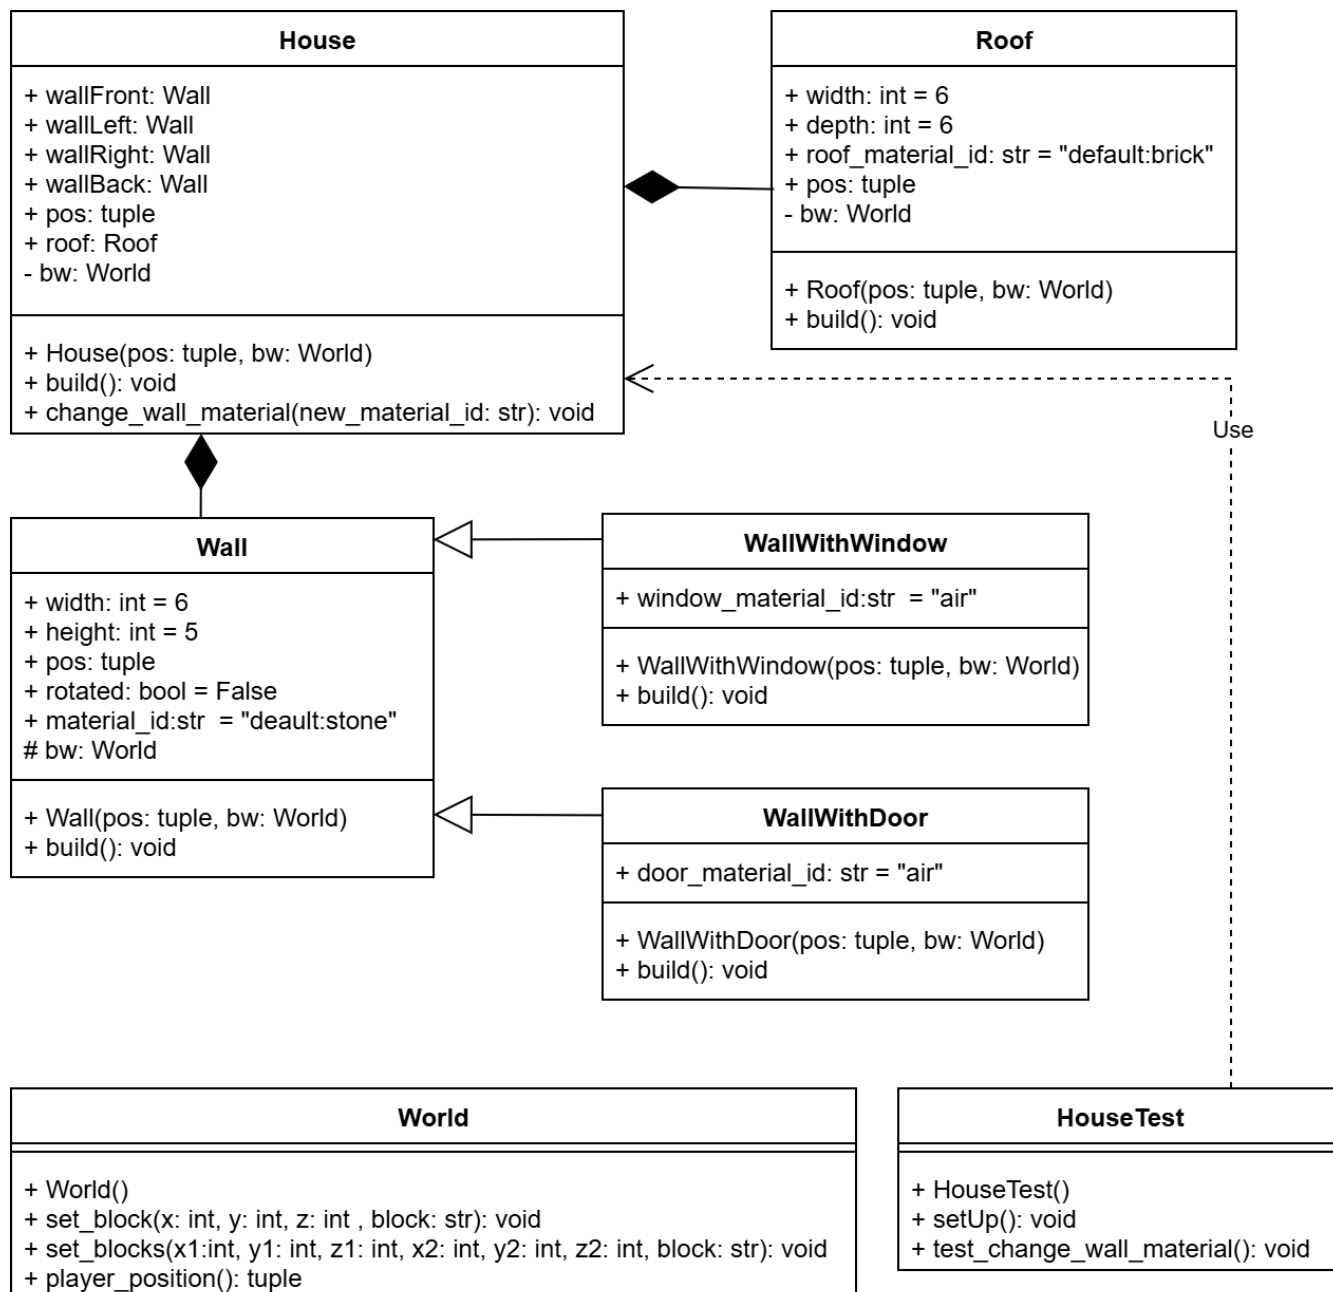 House
+ wallFront: Wall
+ wallLeft: Wall
+ wallRight: Wall
+ wallBack: Wall
+ pos: tuple
+ roof: Roof
- bw: World
+ House(pos: tuple, bw: World)
+ build(): void
+ change_wall_material(new_material_id: str): void
Roof
+ width: int = 6
+ depth: int = 6
+ roof_material_id: str = "default:brick"
+ pos: tuple
- bw: World
+ Roof(pos: tuple, bw: World)
+ build(): void
Use
Wall
+ width: int = 6
+ height: int = 5
+ pos: tuple
+ rotated: bool = False
+ material_id:str  = "deault:stone"
# bw: World
+ Wall(pos: tuple, bw: World)
+ build(): void
WallWithWindow
+ window_material_id:str  = "air"
+ WallWithWindow(pos: tuple, bw: World)
+ build(): void
WallWithDoor
+ door_material_id: str = "air"
+ WallWithDoor(pos: tuple, bw: World)
+ build(): void
World
+ World()
+ set_block(x: int, y: int, z: int , block: str): void
+ set_blocks(x1:int, y1: int, z1: int, x2: int, y2: int, z2: int, block: str): void
+ player_position(): tuple
HouseTest
+ HouseTest()
+ setUp(): void
+ test_change_wall_material(): void